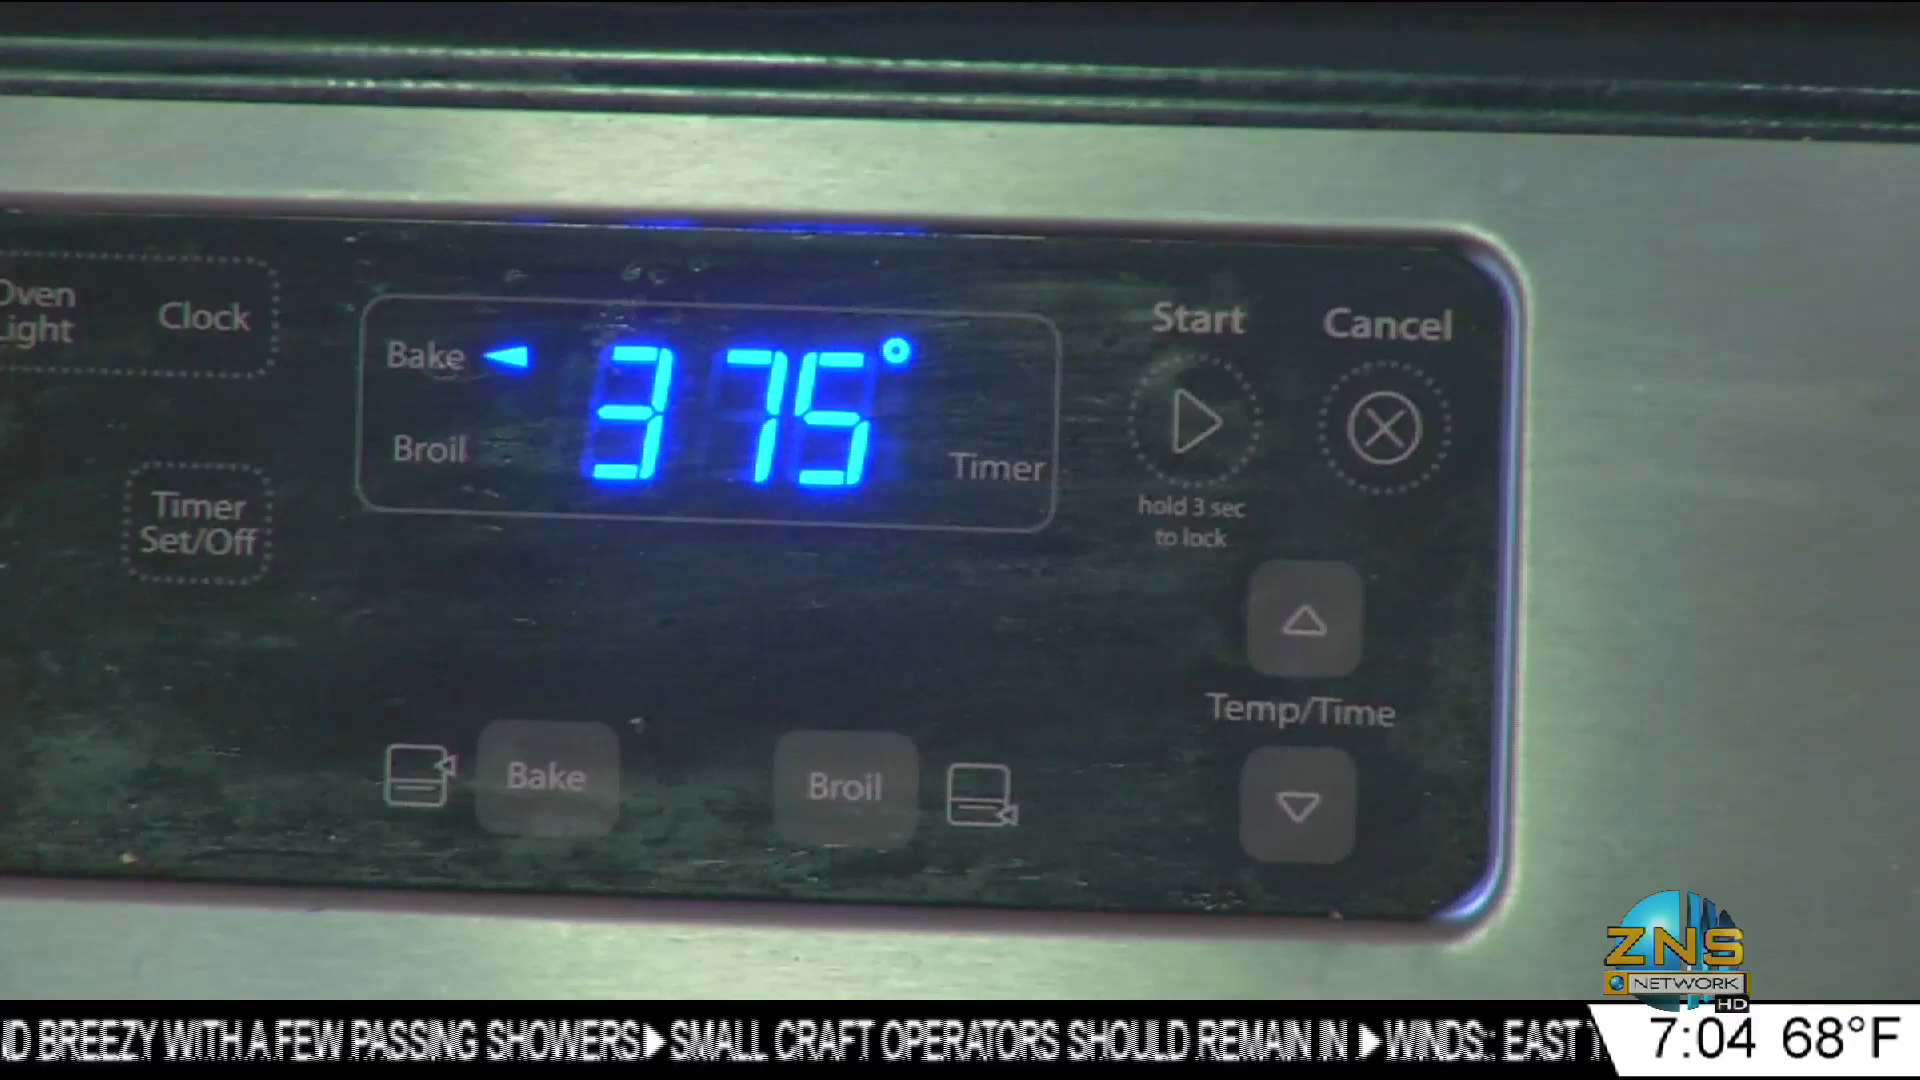 Oven
Light
Clock
Bake
375°
Broil
Timer
Start
Cancel
hold 3 sec
to lock
Timer
Set/Off
Temp/Time
Bake
Broil
ZNS
NETWORK
HD
D BREEZY WITH A FEW PASSING SHOWERS▶SMALL CRAFT OPERATORS SHOULD REMAIN IN ▶WINDS:: EAST
7:04 68°F